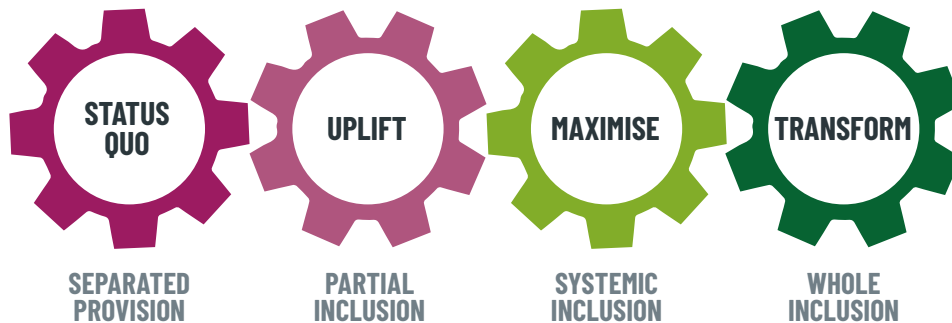 STATUS
QUO
UPLIFT
MAXIMISE
TRANSFORM
SEPARATED
PROVISION
PARTIAL
INCLUSION
SYSTEMIC
INCLUSION
WHOLE
INCLUSION